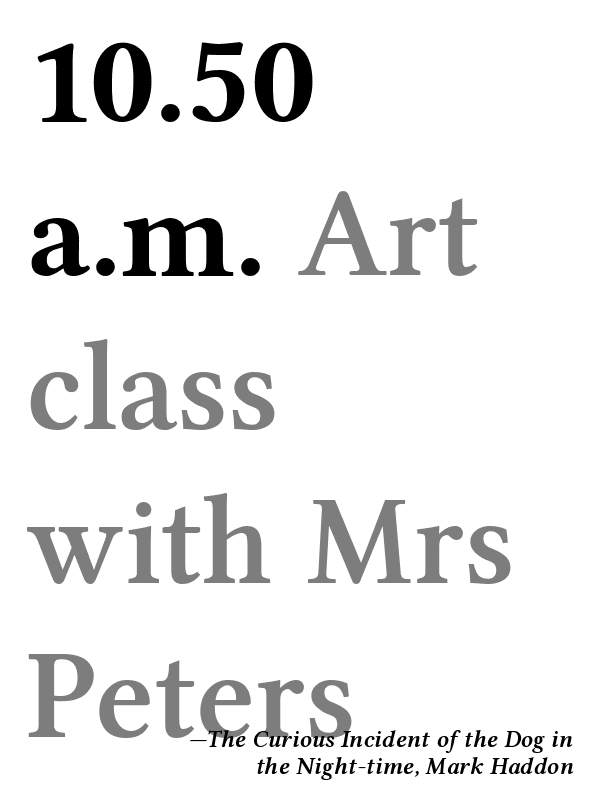 10.50
a.m. Art
class
with Mrs
Peters
—The Curious Incident of the Dog in
the Night-time, Mark Haddon